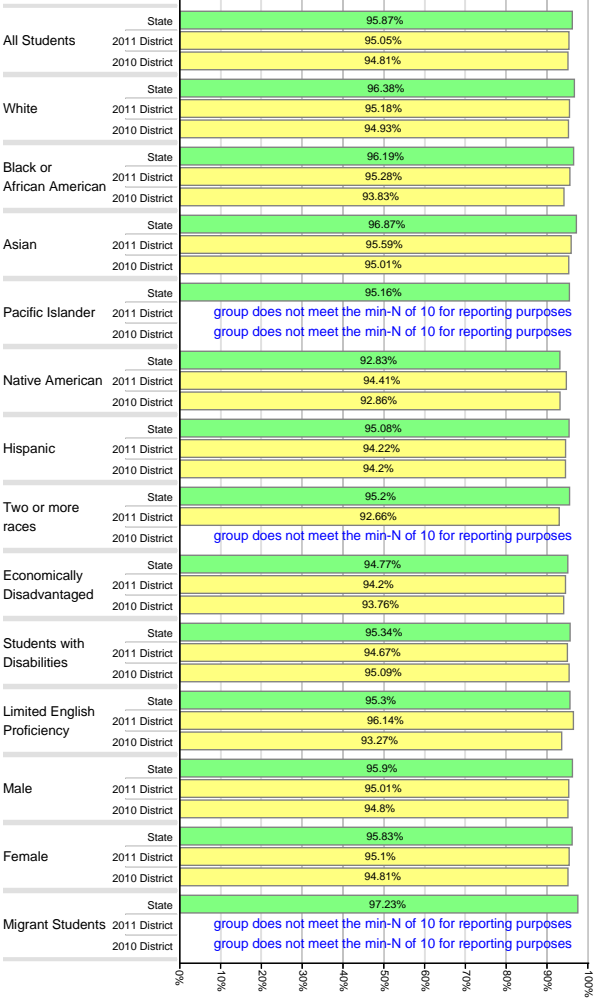 All Students
State 95.87%
2011 District 95.05%
2010 District 94.81%
White
State 96.38%
2011 District 95.18%
2010 District 94.93%
Black or
African American
State 96.19%
2011 District 95.28%
2010 District 93.83%
Asian
State 96.87%
2011 District 95.59%
2010 District 95.01%
Pacific Islander
State 95.16%
2011 District group does not meet the min-N of 10 for reporting purposes
2010 District group does not meet the min-N of 10 for reporting purposes
Native American
State 92.83%
2011 District 94.41%
2010 District 92.86%
Hispanic
State 95.08%
2011 District 94.22%
2010 District 94.2%
Two or more
races
State 95.2%
2011 District 92.66%
2010 District group does not meet the min-N of 10 for reporting purposes
Economically
Disadvantaged
State 94.77%
2011 District 94.2%
2010 District 93.76%
Students with
Disabilities
State 95.34%
2011 District 94.67%
2010 District 95.09%
Limited English
Proficiency
State 95.3%
2011 District 96.14%
2010 District 93.27%
Male
State 95.9%
2011 District 95.01%
2010 District 94.8%
Female
State 95.83%
2011 District 95.1%
2010 District 94.81%
Migrant Students
State 97.23%
2011 District group does not meet the min-N of 10 for reporting purposes
2010 District group does not meet the min-N of 10 for reporting purposes
0% 10% 20% 30% 40% 50% 60% 70% 80% 90% 100%